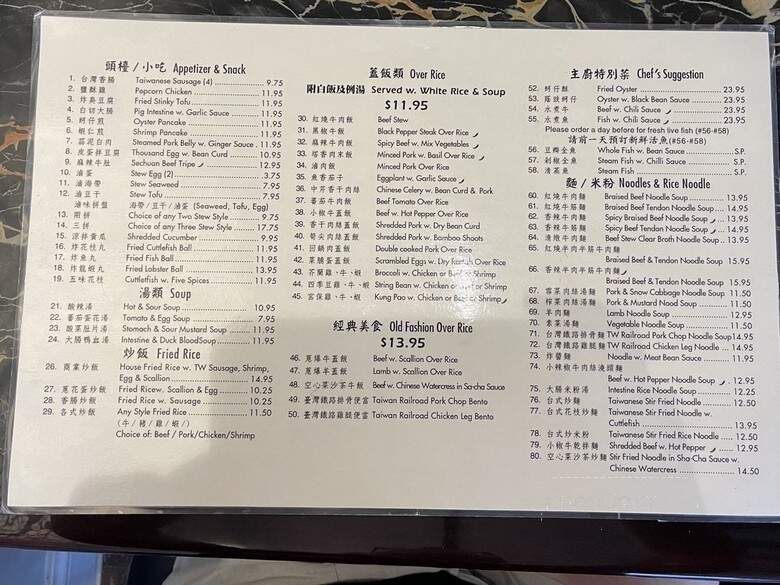 頭檯 / 小吃 Appetizer & Snack
1. 台灣香腸 Taiwanese Sausage (4) 9.75
2. 鹽酥雞 Popcorn Chicken 11.95
3. 炸臭豆腐 Fried Stinky Tofu 11.95
4. 白切大腸 Pig Intestine w. Garlic Sauce 11.95
5. 蚵仔煎 Oyster Pancake 11.95
6. 蝦仁煎 Shrimp Pancake 11.95
7. 蒜泥白肉 Steamed Pork Belly w. Ginger Sauce 11.95
8. 皮蛋拌豆腐 Thousand Egg w. Bean Curd 10.95
9. 麻辣牛肚 Sechuan Beef Tripe 12.95
10. 滷蛋 Stew Egg (2) 3.75
11. 滷海帶 Stew Seaweed 7.95
12. 滷豆干 Stew Tofu 7.95
滷味拼盤 海帶/豆干/滷蛋 (Seaweed, Tofu, Egg)
13. 兩拼 Choice of any Two Stew Style 9.75
14. 三拼 Choice of any Three Stew Style 17.75
15. 涼拌黃瓜 Shredded Cucumber 9.95
16. 炸花枝丸 Fried Cuttlefish Ball 11.95
17. 炸魚丸 Fried Fish Ball 11.95
18. 炸龍蝦丸 Fried Lobster Ball 13.95
19. 五味花枝 Cuttletfish w. Five Spices 11.95
湯類 Soup
21. 酸辣湯 Hot & Sour Soup 10.95
22. 蕃茄蛋花湯 Tomato & Egg Soup 7.95
23. 酸菜肚片湯 Stomach & Sour Mustard Soup 11.95
24. 大腸鴨血湯 Intestine & Duck BloodSoup 11.95
炒飯 Fried Rice
26. 商業炒飯 House Fried Rice w. TW Sausage, Shrimp,
Egg & Scallion 14.95
27. 蔥花蛋炒飯 Fried Ricew. Scallion & Egg 10.25
28. 香腸炒飯 Fried Rice w. Sausage 10.25
29. 各式炒飯 Any Style Fried Rice 11.50
(牛/豬/雞/蝦/)
Choice of: Beef / Pork/Chicken/Shrimp
蓋飯類 Over Rice
附白飯及例湯 Served w. White Rice & Soup
$11.95
30. 紅燒牛肉飯 Beef Stew
31. 黑椒牛飯 Black Pepper Steak Over Rice
32. 麻辣牛肉飯 Spicy Beef w. Mix Vegetables
33. 塔香肉末飯 Minced Pork w. Basil Over Rice
34. 滷肉飯 Minced Pork Over Rice
35. 魚香茄子 Eggplant w. Garlic Sauce
36. 中芹香干肉絲 Chinese Celery w. Bean Curd & Pork
37. 蕃茄牛肉飯 Beef Tomato Over Rice
38. 小椒牛蓋飯 Beef w. Hot Pepper Over Rice
39. 香干肉絲蓋飯 Shredded Pork w. Dry Bean Curd
40. 筍尖肉絲蓋飯 Shredded Pork w. Bamboo Shoots
41. 回鍋肉蓋飯 Double cooked Pork Over Rice
42. 菜脯蛋蓋飯 Scrambled Eggs w. Dry Radish Over Rice
43. 芥蘭雞、牛、蝦 Broccoli w. Chicken or Beef or Shrimp
44. 四季豆雞、牛、蝦 String Bean w. Chicken or Beef or Shrimp
45. 宮保雞、牛、蝦 Kung Pao w. Chicken or Beef or Shrimp
經典美食 Old Fashion Over Rice
$13.95
46. 蔥爆牛蓋飯 Beef w. Scallion Over Rice
47. 蔥爆羊蓋飯 Lamb w. Scallion Over Rice
48. 空心菜沙茶牛飯 Beef w. Chinese Watercress in Sa-cha Sauce
49. 臺灣鐵路排骨便當 Taiwan Railroad Pork Chop Bento
50. 臺灣鐵路雞腿便當 Taiwan Railroad Chicken Leg Bento
主廚特別菜 Chef's Suggestion
52. 蚵仔酥 Fried Oyster 23.95
53. 蔭豉蚵仔 Oyster w. Black Bean Sauce 23.95
54. 水煮牛 Beef w. Chili Sauce 23.95
55. 水煮魚 Fish w. Chili Sauce 23.95
Please order a day before for fresh live fish (#56-#58)
請前一天預訂新鮮活魚(#56-#58)
56. 豆瓣全魚 Whole Fish w. Bean Sauce S.P.
57. 剁椒全魚 Steam Fish w. Chilli Sauce S.P.
58. 清蒸魚 Steam Fish S.P.
麵/米粉 Noodles & Rice Noodle
60. 紅燒牛肉麵 Braised Beef Noodle Soup 13.95
61. 紅燒牛筋麵 Braised Beef Tendon Noodle Soup 14.95
62. 香辣牛肉麵 Spicy Braised Beef Noodle Soup 13.95
63. 香辣牛筋麵 Spicy Beef Tendon Noodle Soup 14.95
64. 清燉牛肉麵 Beef Stew Clear Broth Noodle Soup 13.95
65. 紅燒半肉半筋牛肉麵
Beef & Tendon Noodle Soup 15.95
66. 香辣半肉半筋牛肉麵
Beef & Tendon Noodle Soup 15.95
67. 雪菜肉絲湯麵 Pork & Snow Cabbage Noodle Soup 11.50
68. 榨菜肉絲湯麵 Pork & Mustard Nood Soup 11.50
69. 羊肉麵 Lamb Noodle Soup 12.95
70. 素菜湯麵 Vegetable Noodle Soup 11.50
71. 台灣鐵路排骨麵 TW Railroad Pork Chop Noodle Soup 14.95
72. 台灣鐵路雞腿麵 TW Railroad Chicken Leg Noodle 14.95
73. 炸醬麵 Noodle w. Meat Bean Sauce 11.95
74. 小辣椒牛肉絲澆頭麵
Beef w. Hot Pepper Noodle Soup 12.95
75. 大腸米粉湯 Intestine Rice Noodle Soup 12.25
76. 台式炒麵 Taiwanese Stir Fried Noodle 12.50
77. 台式花枝炒麵 Taiwanese Stir Fried Noodle w.
Cuttlefish 13.95
78. 台式炒米粉 Taiwanese Stir Fried Rice Noodle 12.50
79. 小椒牛乾拌麵 Shredded Beef w. Hot Pepper 12.95
80. 空心菜沙茶炒麵 Stir Fried Noodle in Sha-Cha Sauce w.
Chinese Watercress 14.50